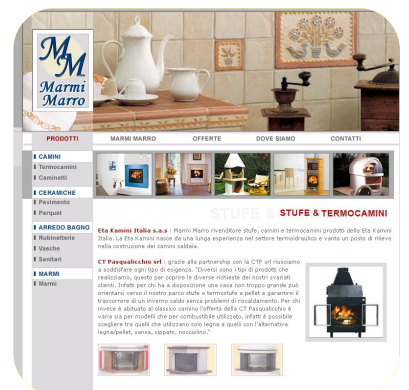 MM
Marmi
Marro
PRODOTTI
MARMI MARRO
OFFERTE
DOVE SIAMO
CONTATTI
CAMINI
Termocamini
Caminetti
CERAMICHE
Pavimento
Parquet
ARREDO BAGNO
Rubinetterie
Vasche
Sanitari
MARMI
Marmi
STUFE &
STUFE & TERMOCAMINI
Eta Kamini Italia s.a.s : Marmi Marro rivenditore stufe, camini e termocamini prodotti della Eta Kamini
Italia. La Eta Kamini nasce da una lunga esperienza nel settore termoidraulico e vanta un posto di rilievo
nella costruzione dei camini caldaia.
CT Pasqualicchio srl : grazie alla partnership con la CTP srl riusciamo
a soddisfare ogni tipo di esigenza. "Diversi sono i tipi di prodotti che
realizziamo, questo per coprire le diverse richieste dei nostri svariati
clienti. Infatti per chi ha a disposizione una casa non troppo grande può
orientarsi verso il nostro parco stufe o termostufe a pellet e garantirsi il
trascorrere di un inverno caldo senza problemi di riscaldamento. Per chi
invece è abituato al classico camino l'offerta della CT Pasqualicchio è
varia sia per modelli che per combustibile utilizzato, infatti è possibile
scegliere tra quelli che utilizzano solo legna a quelli con l'alternativa
legna/pellet, sansa, cippato, nocciolino."